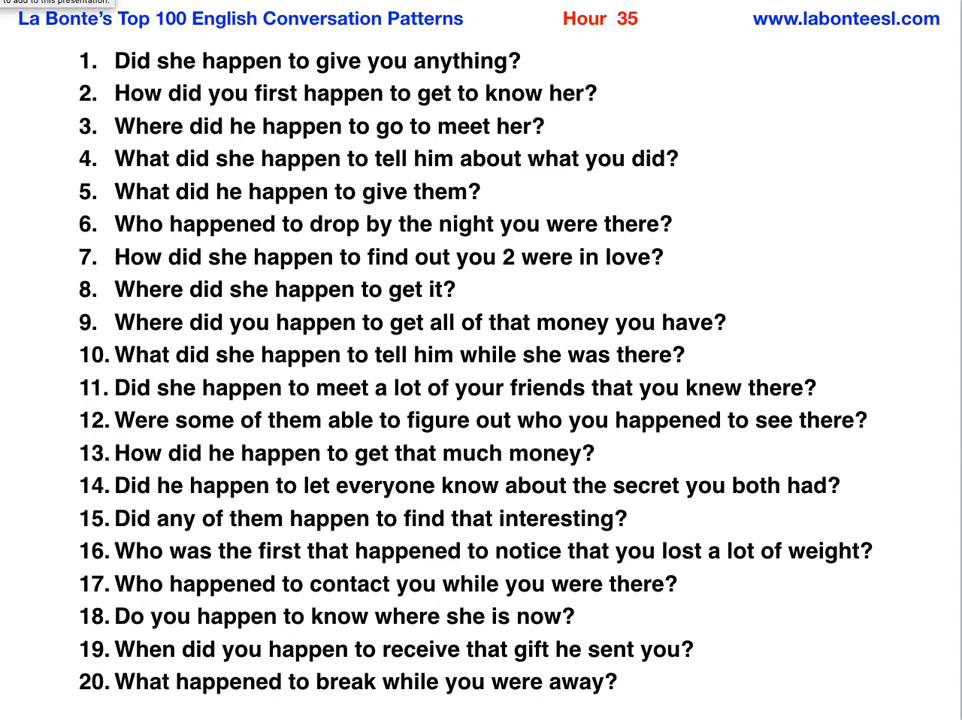 to add to this presentation.
La Bonte's Top 100 English Conversation Patterns Hour 35 www.labonteesl.com
1. Did she happen to give you anything?
2. How did you first happen to get to know her?
3. Where did he happen to go to meet her?
4. What did she happen to tell him about what you did?
5. What did he happen to give them?
6. Who happened to drop by the night you were there?
7. How did she happen to find out you 2 were in love?
8. Where did she happen to get it?
9. Where did you happen to get all of that money you have?
10. What did she happen to tell him while she was there?
11. Did she happen to meet a lot of your friends that you knew there?
12. Were some of them able to figure out who you happened to see there?
13. How did he happen to get that much money?
14. Did he happen to let everyone know about the secret you both had?
15. Did any of them happen to find that interesting?
16. Who was the first that happened to notice that you lost a lot of weight?
17. Who happened to contact you while you were there?
18. Do you happen to know where she is now?
19. When did you happen to receive that gift he sent you?
20. What happened to break while you were away?